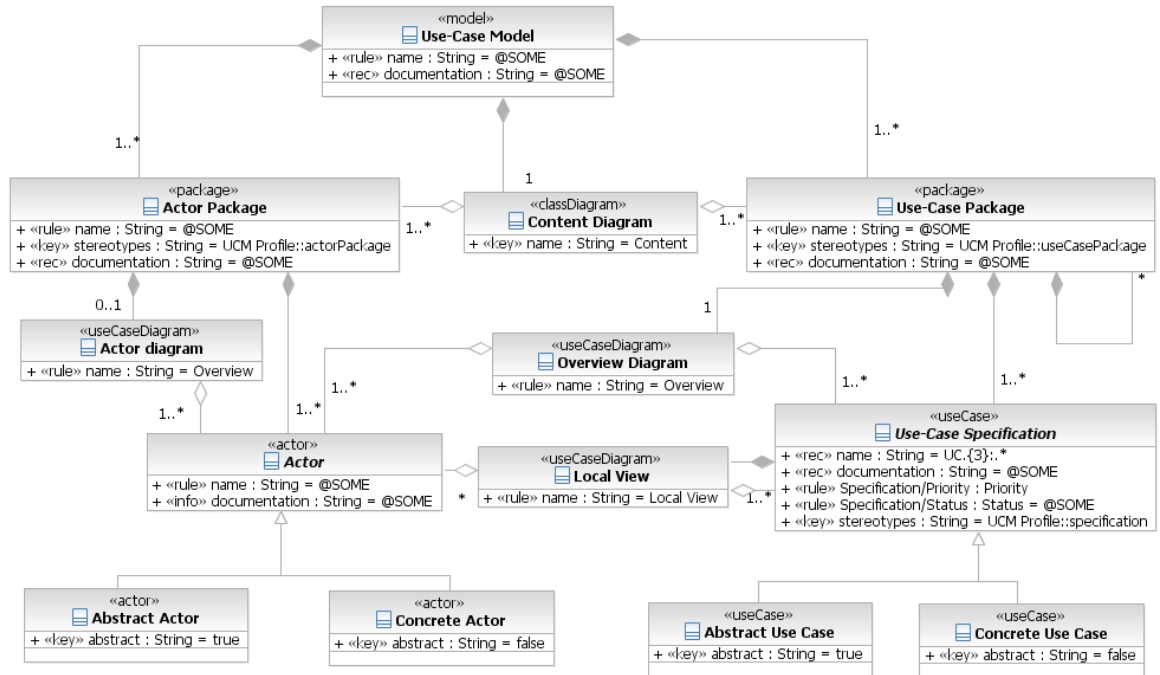 «model»
Use-Case Model
+ «rule» name : String = @SOME
+ «rec» documentation : String = @SOME
1..*
1
1..*
«package»
Actor Package
+ «rule» name : String = @SOME
+ «key» stereotypes : String = UCM Profile::actorPackage
+ «rec» documentation : String = @SOME
1..*
«classDiagram»
Content Diagram
+ «key» name : String = Content
1..*
«package»
Use-Case Package
+ «rule» name : String = @SOME
+ «key» stereotypes : String = UCM Profile::useCasePackage
+ «rec» documentation : String = @SOME
*
0..1
1
«useCaseDiagram»
Actor diagram
+ «rule» name : String = Overview
«useCaseDiagram»
Overview Diagram
+ «rule» name : String = Overview
1..*
1..*
1..*
1..*
1..*
«actor»
Actor
+ «rule» name : String = @SOME
+ «info» documentation : String = @SOME
*
«useCaseDiagram»
Local View
+ «rule» name : String = Local View
1..*
«useCase»
Use-Case Specification
+ «rec» name : String = UC.{3}:.*
+ «rec» documentation : String = @SOME
+ «rule» Specification/Priority : Priority
+ «rule» Specification/Status : Status = @SOME
+ «key» stereotypes : String = UCM Profile::specification
«actor»
Abstract Actor
+ «key» abstract : String = true
«actor»
Concrete Actor
+ «key» abstract : String = false
«useCase»
Abstract Use Case
+ «key» abstract : String = true
«useCase»
Concrete Use Case
+ «key» abstract : String = false